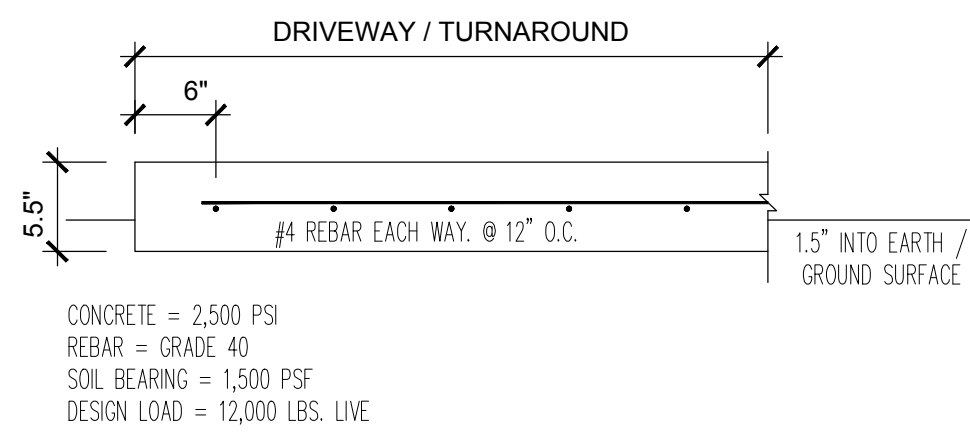 DRIVEWAY / TURNAROUND
6"
5.5"
#4 REBAR EACH WAY. @ 12" O.C.
1.5" INTO EARTH /
GROUND SURFACE
CONCRETE = 2,500 PSI
REBAR = GRADE 40
SOIL BEARING = 1,500 PSF
DESIGN LOAD = 12,000 LBS. LIVE